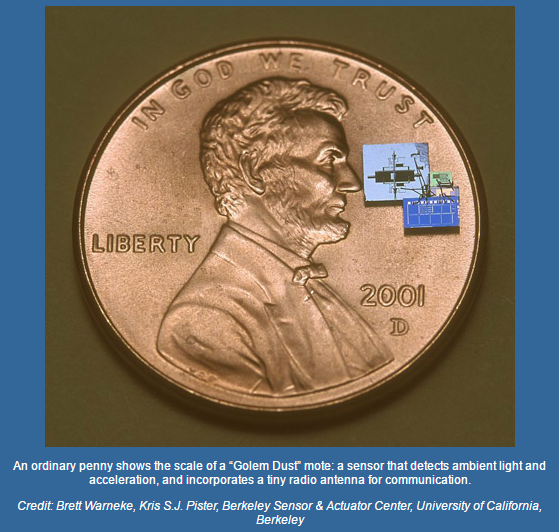 IN GOD WE TRUST
LIBERTY
2001
D
An ordinary penny shows the scale of a “Golem Dust” mote: a sensor that detects ambient light and
acceleration, and incorporates a tiny radio antenna for communication.
Credit: Brett Warneke, Kris S.J. Pister, Berkeley Sensor & Actuator Center, University of California,
Berkeley